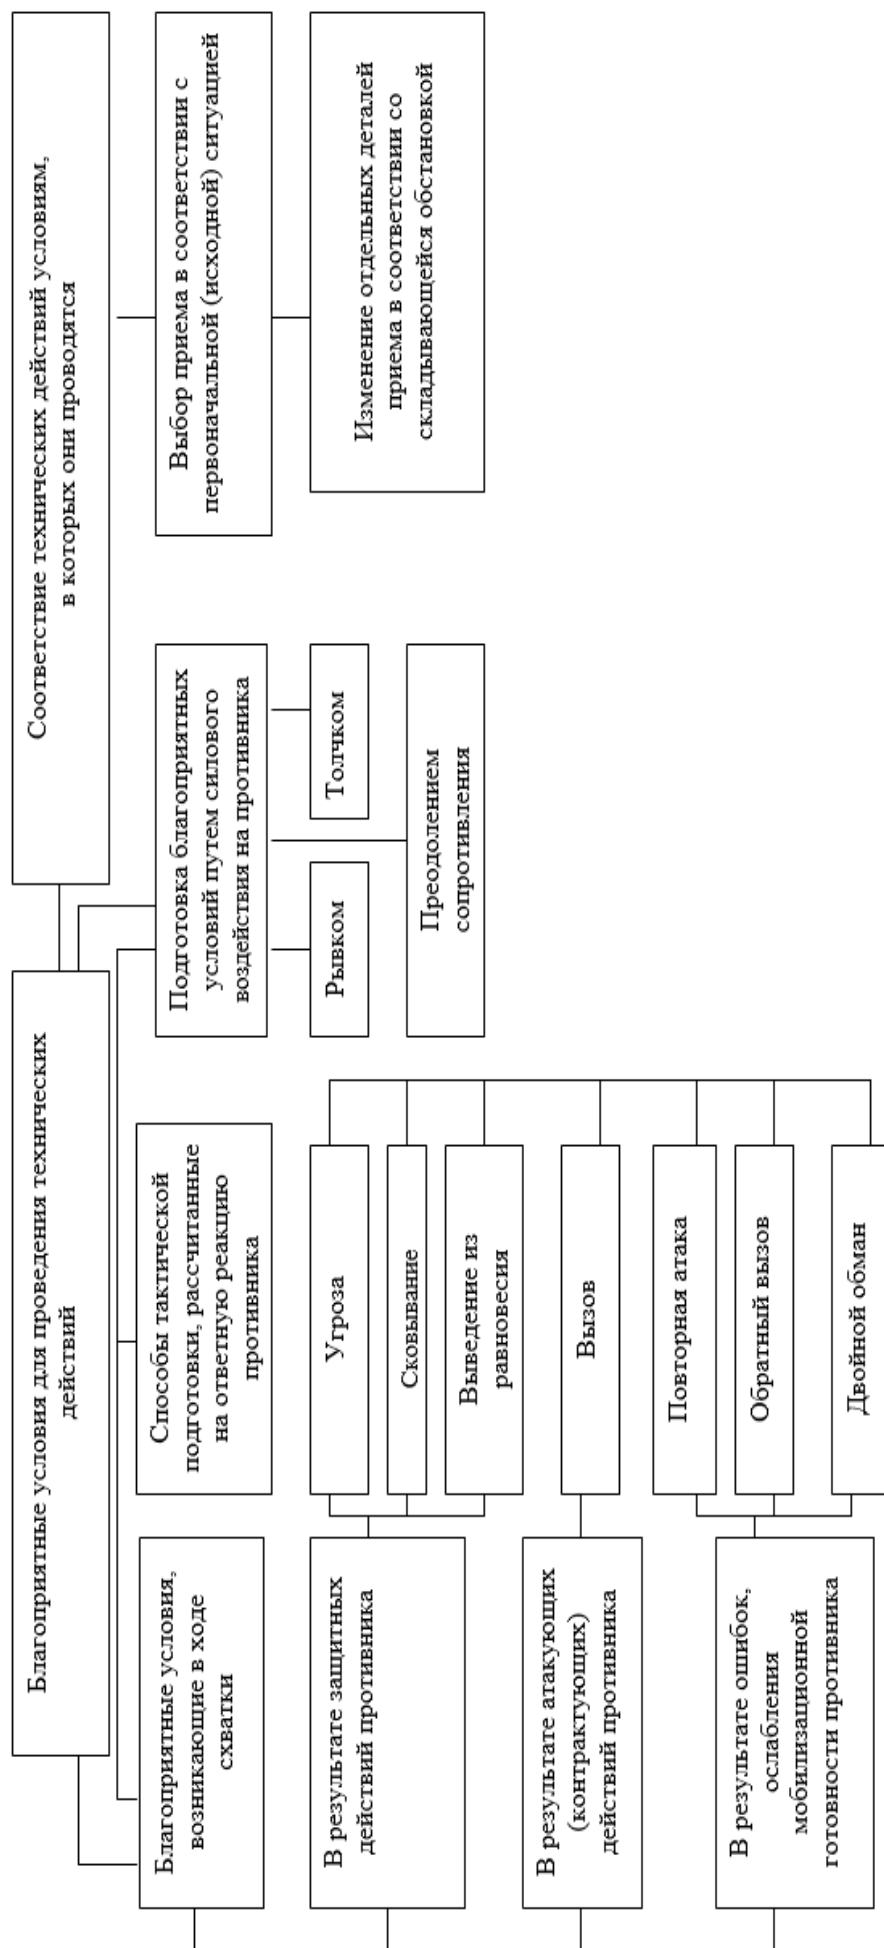 Благоприятные условия для проведения технических
действий
Соответствие технических действий условиям,
в которых они проводятся
Благоприятные условия,
возникающие в ходе
схватки
Способы тактической
подготовки, рассчитанные
на ответную реакцию
противника
Подготовка благоприятных
условий путем силового
воздействия на противника
Выбор приема в соответствии с
первоначальной (исходной) ситуацией
В результате защитных
действий противника
Угроза
Сковывание
Выведение из
равновесия
Рывком
Толчком
Преодолением
сопротивления
Изменение отдельных деталей
приема в соответствии со
складывающейся обстановкой
В результате атакующих
(контрактующих)
действий противника
Вызов
В результате ошибок,
ослабления
мобилизационной
готовности противника
Повторная атака
Обратный вызов
Двойной обман